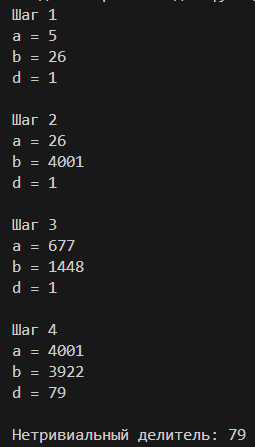 Шаг 1
a = 5
b = 26
d = 1
Шаг 2
a = 26
b = 4001
d = 1
Шаг 3
a = 677
b = 1448
d = 1
Шаг 4
a = 4001
b = 3922
d = 79
Нетривиальный делитель: 79